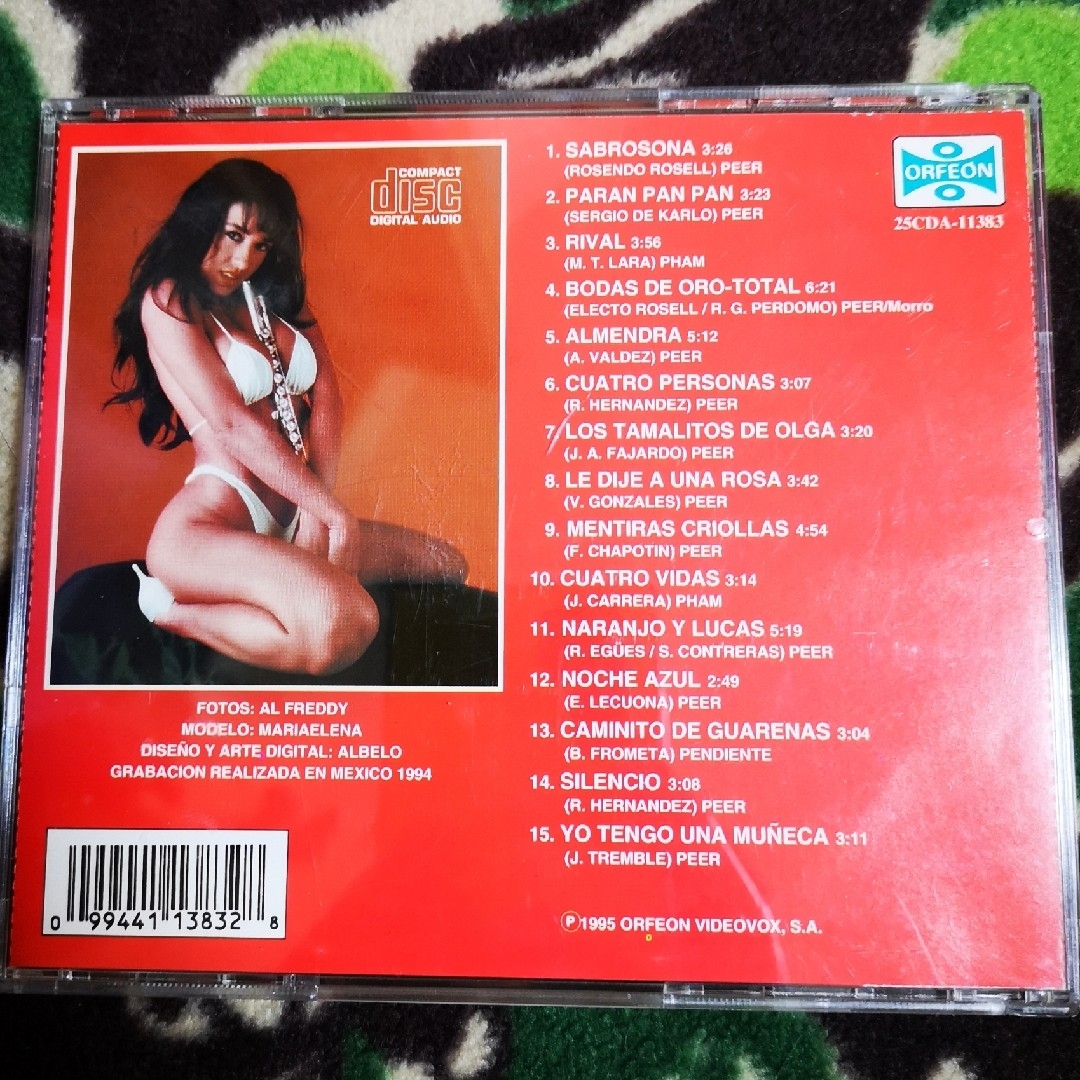 COMPACT
disc
DIGITAL AUDIO
FOTOS: AL FREDDY
MODELO: MARIAELENA
DISEÑO Y ARTE DIGITAL: ALBELO
GRABACION REALIZADA EN MEXICO 1994
0 99441 13832 8
1. SABROSONA 3:26
(ROSENDO ROSELL) PEER
2. PARAN PAN PAN 3:23
(SERGIO DE KARLO) PEER
3. RIVAL 3:56
(M. T. LARA) PHAM
4. BODAS DE ORO-TOTAL 6:21
(ELECTO ROSELL / R. G. PERDOMO) PEER/Morro
5. ALMENDRA 5:12
(A. VALDEZ) PEER
6. CUATRO PERSONAS 3:07
(R. HERNANDEZ) PEER
7. LOS TAMALITOS DE OLGA 3:20
(J. A. FAJARDO) PEER
8. LE DIJE A UNA ROSA 3:42
(V. GONZALES) PEER
9. MENTIRAS CRIOLLAS 4:54
(F. CHAPOTIN) PEER
10. CUATRO VIDAS 3:14
(J. CARRERA) PHAM
11. NARANJO Y LUCAS 5:19
(R. EGÜES / S. CONTRERAS) PEER
12. NOCHE AZUL 2:49
(E. LECUONA) PEER
13. CAMINITO DE GUARENAS 3:04
(B. FROMETA) PENDIENTE
14. SILENCIO 3:08
(R. HERNANDEZ) PEER
15. YO TENGO UNA MUÑECA 3:11
(J. TREMBLE) PEER
℗1995 ORFEON VIDEOVOX, S.A.
ORFEÓN
25CDA-11383